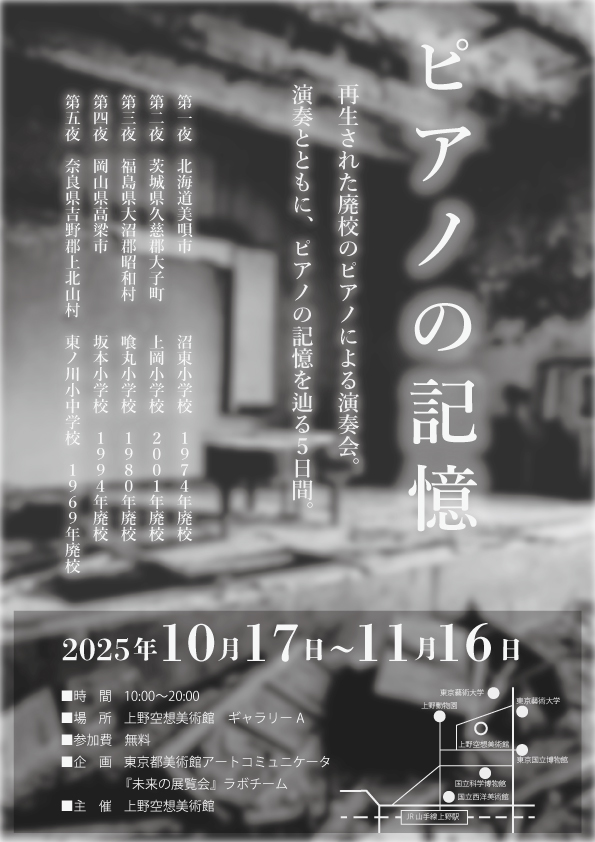 ピアノの記憶
再生された廃校のピアノによる演奏会。
演奏とともに、ピアノの記憶を辿る5日間。
第一夜 北海道美唄市 沼東小学校 1974年廃校
第二夜 茨城県久慈郡大子町 上岡小学校 2001年廃校
第三夜 福島県大沼郡昭和村 喰丸小学校 1980年廃校
第四夜 岡山県高梁市 坂本小学校 1994年廃校
第五夜 奈良県吉野郡上北山村 東ノ川小中学校 1969年廃校
2025年10月17日~11月16日
■時 間 10:00~20:00
■場 所 上野空想美術館 ギャラリーA
■参加費 無料
■企 画 東京都美術館アートコミュニケータ
『未来の展覧会』ラボチーム
■主 催 上野空想美術館
東京藝術大学
東京藝術大学
上野動物園
上野空想美術館
東京国立博物館
国立科学博物館
国立西洋美術館
JR山手線上野駅